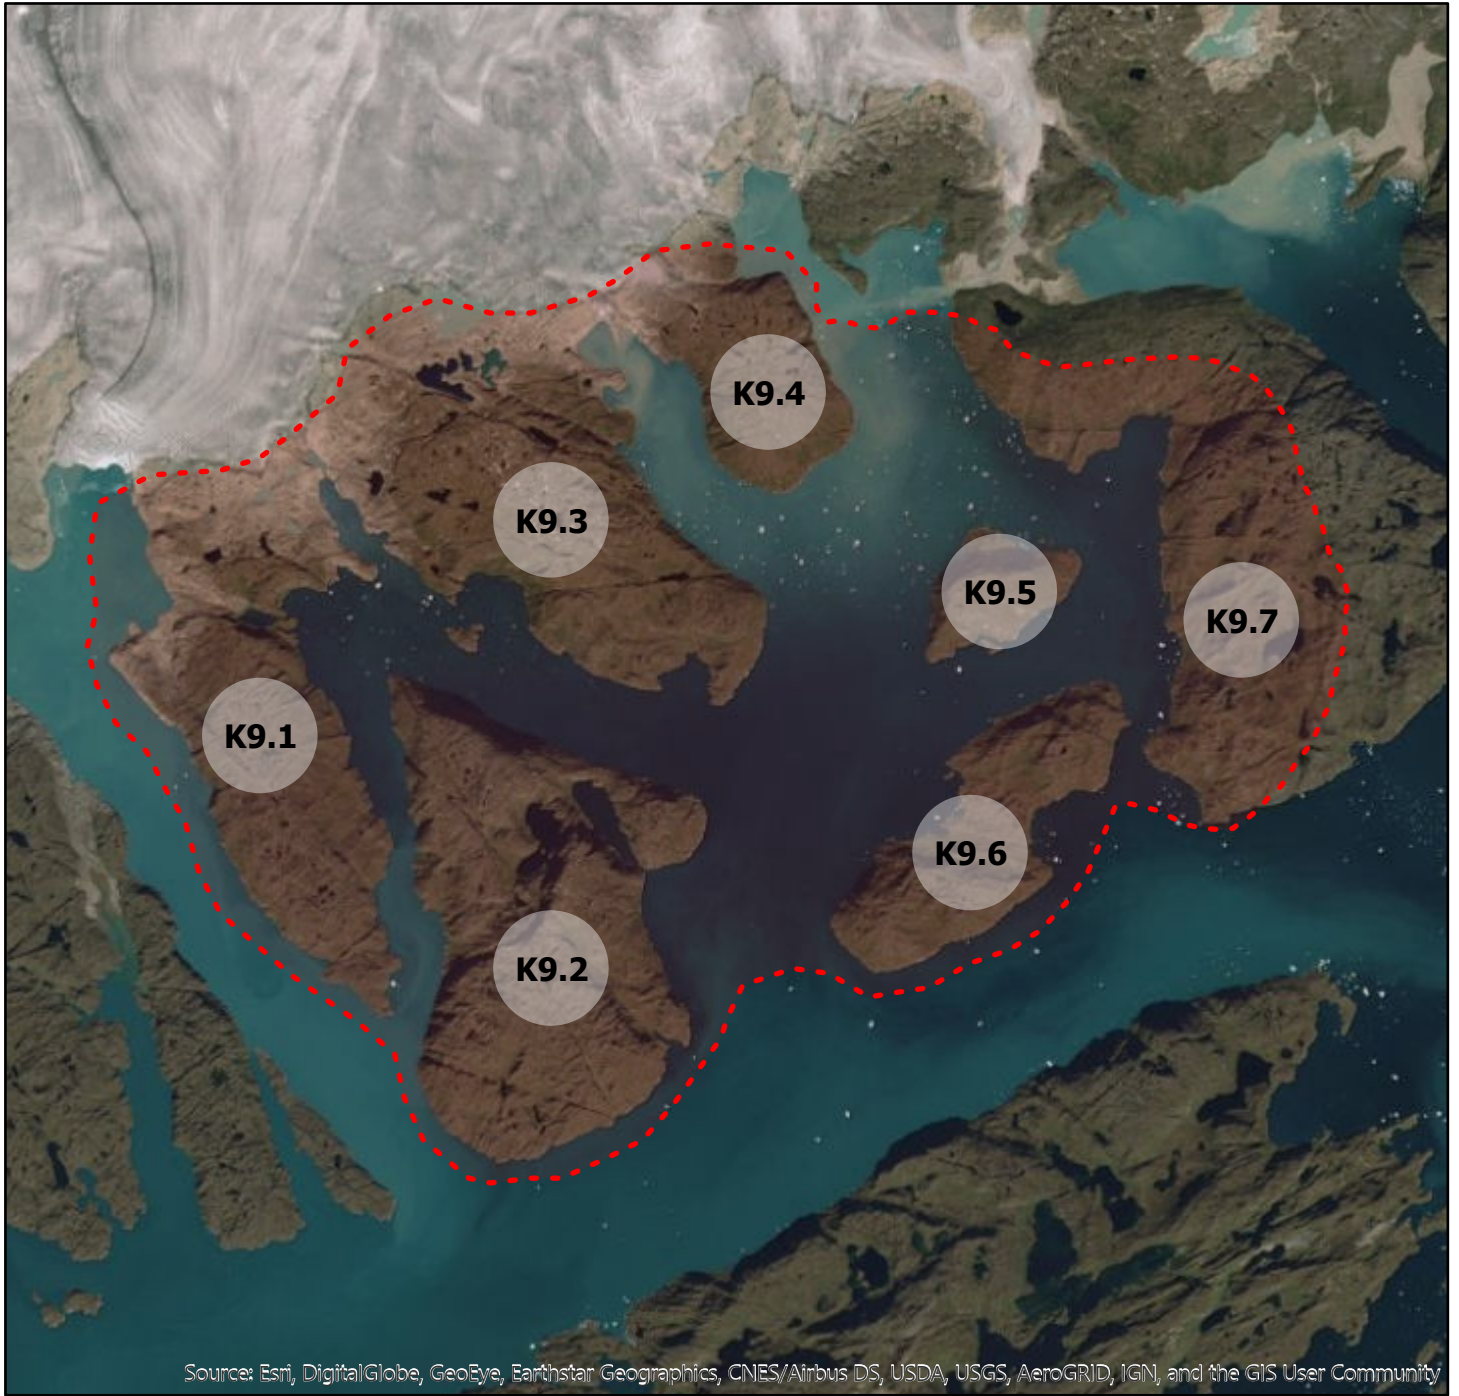 K9.4
K9.3
K9.5
K9.7
K9.1
K9.6
K9.2
Source: Esri, DigitalGlobe, GeoEye, Earthstar Geographics, CNES/Airbus DS, USDA, USGS, AeroGRID, IGN, and the GIS User Community